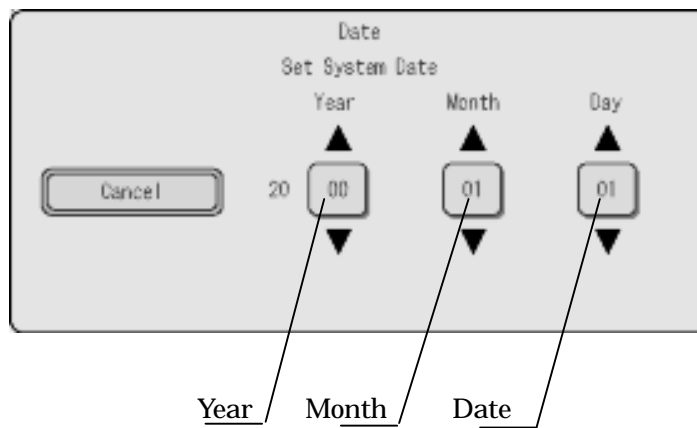 Date
Set System Date
Year Month Day
Cancel 20 00 01 01
Year Month Date